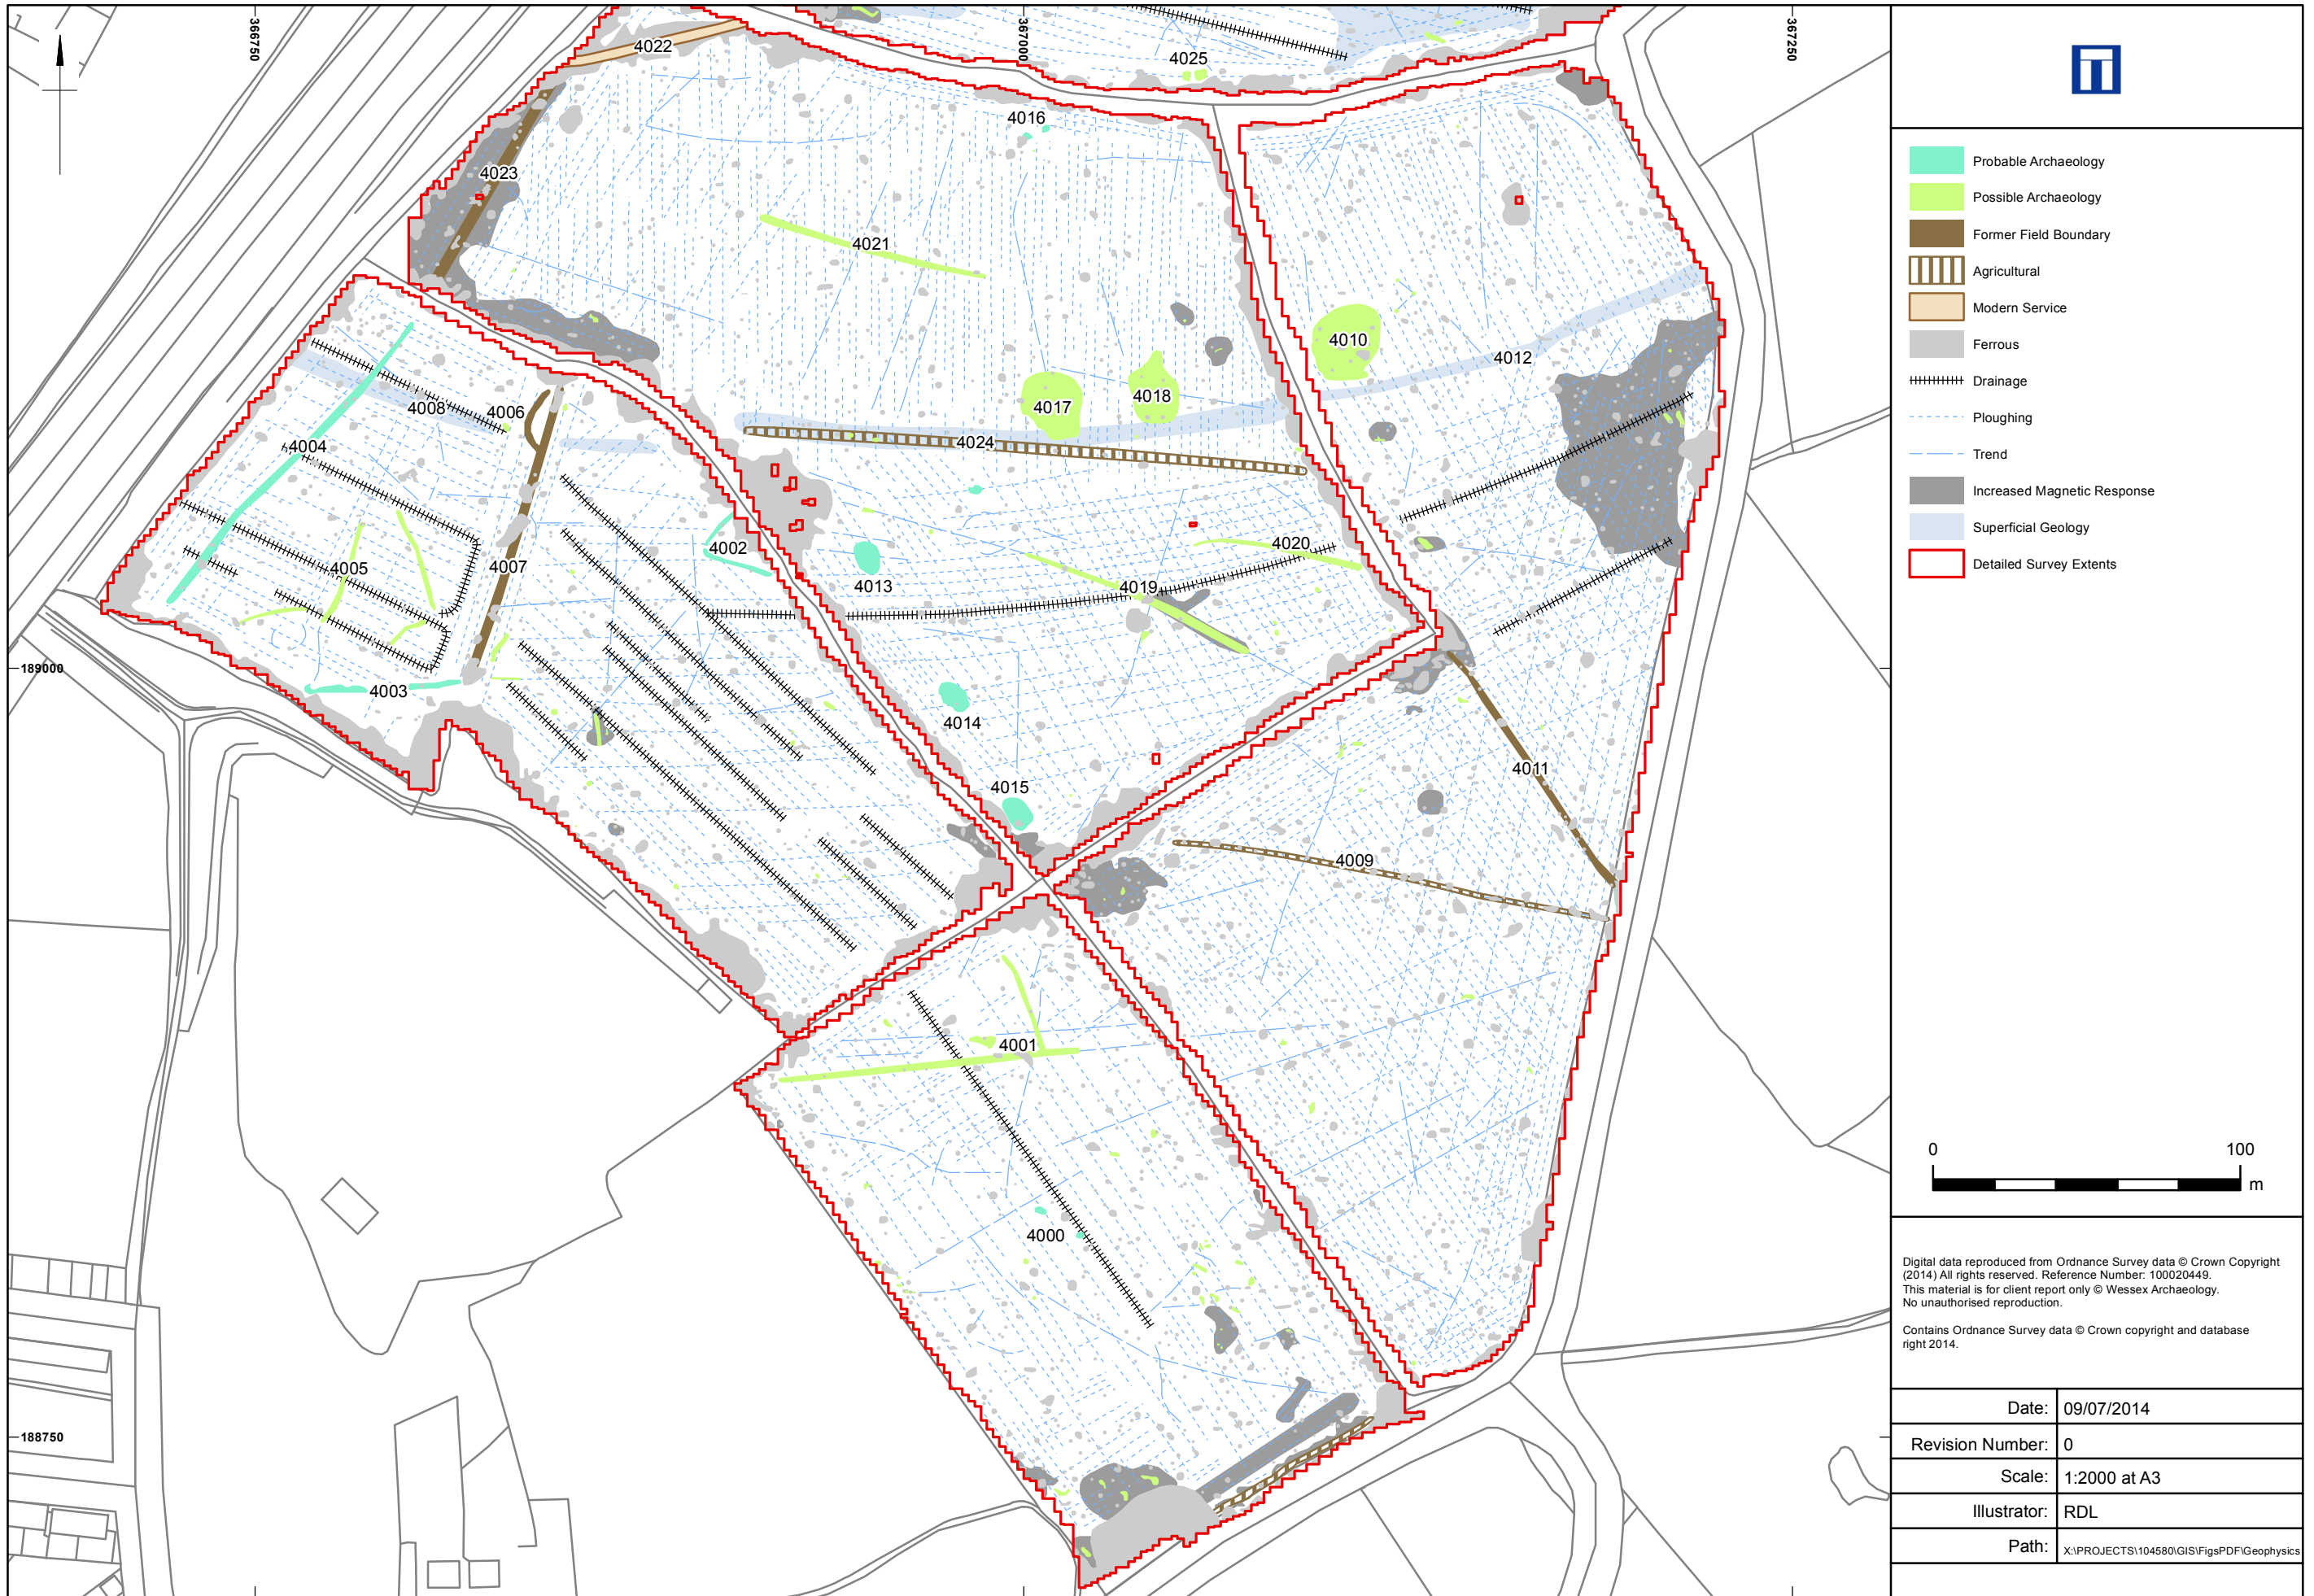 366750
367000
367250
4022
4025
4016
4023
4021
4010
4012
4017
4018
4008
4006
4024
4004
4002
4020
4005
4007
4013
4019
189000
4003
4014
4011
4015
4009
4001
4000
188750
Probable Archaeology
Possible Archaeology
Former Field Boundary
Agricultural
Modern Service
Ferrous
Drainage
Ploughing
Trend
Increased Magnetic Response
Superficial Geology
Detailed Survey Extents
0 100
m
Digital data reproduced from Ordnance Survey data © Crown Copyright
(2014) All rights reserved. Reference Number: 100020449.
This material is for client report only © Wessex Archaeology.
No unauthorised reproduction.
Contains Ordnance Survey data © Crown copyright and database
right 2014.
Date: 09/07/2014
Revision Number: 0
Scale: 1:2000 at A3
Illustrator: RDL
Path: X:\PROJECTS\104580\GIS\FigsPDF\Geophysics